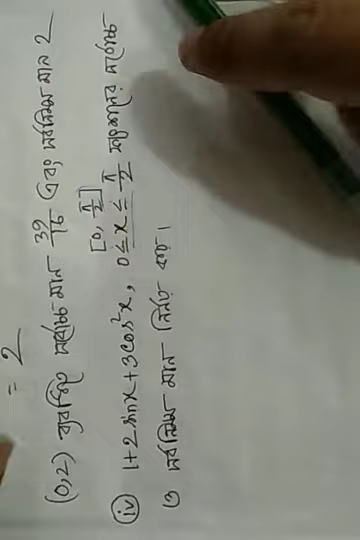 = 2
(0,2) ব্যবধিতে সর্বোচ্চ মান 39/16 এবং সর্বনিম্ন মান 2
[0, π/2]
(iv) 1+2 sinx+3cos²x, 0≤x≤ π/2 ফাংশনের সর্বোচ্চ
ও সর্বনিম্ন মান নির্ণয় কর।